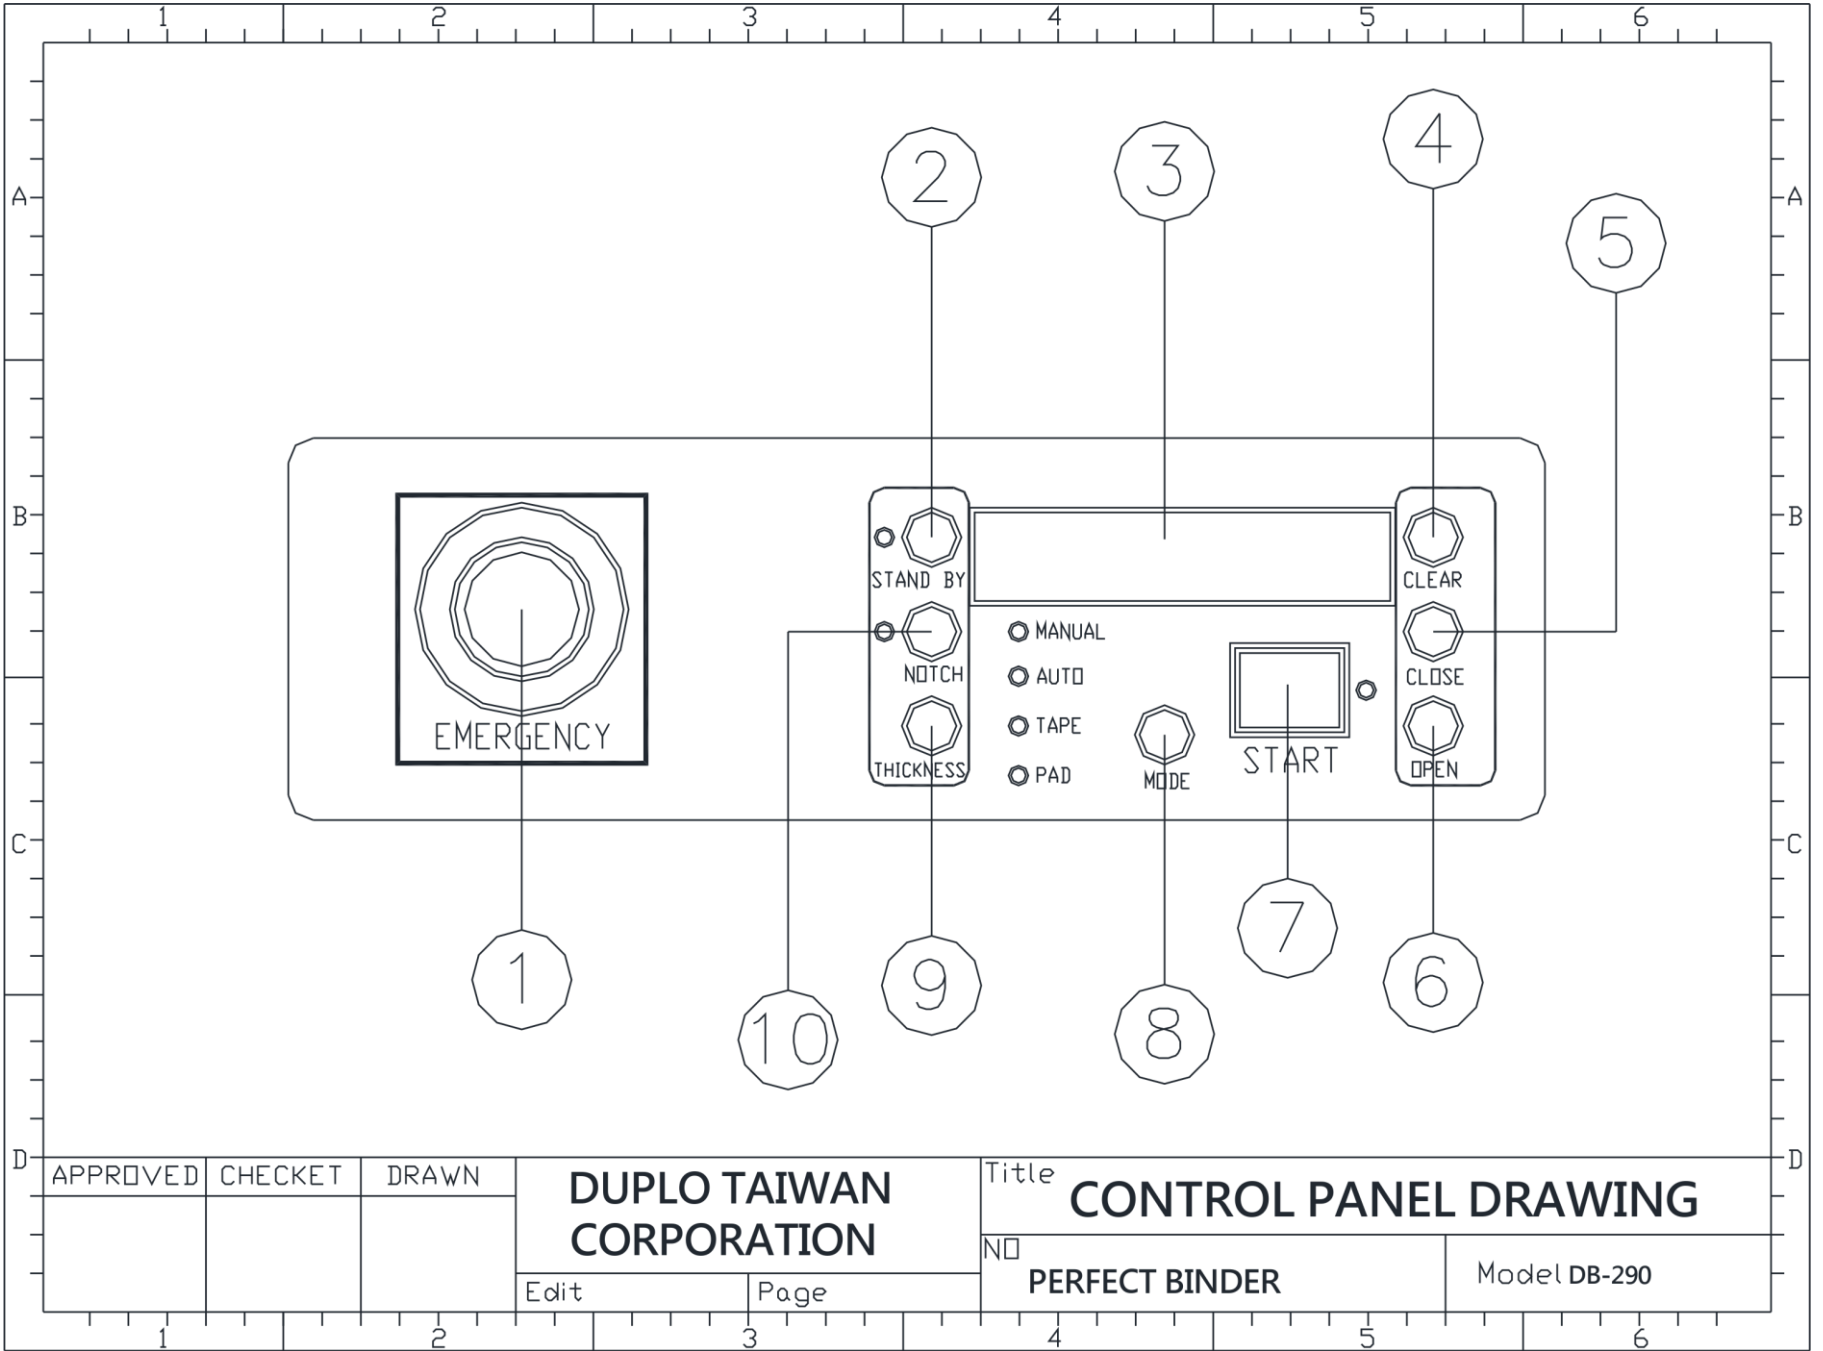 1 2 3 4 5 6
A A
B B
C C
D D
2
3
4
5
STAND BY
CLEAR
NOTCH
MANUAL
CLOSE
AUTO
EMERGENCY
THICKNESS
TAPE
PAD
MODE
START
OPEN
1
10
9
8
7
6
APPROVED CHECKET DRAWN
DUPLO TAIWAN
CORPORATION
Edit Page
Title CONTROL PANEL DRAWING
NO PERFECT BINDER
Model DB-290
1 2 3 4 5 6